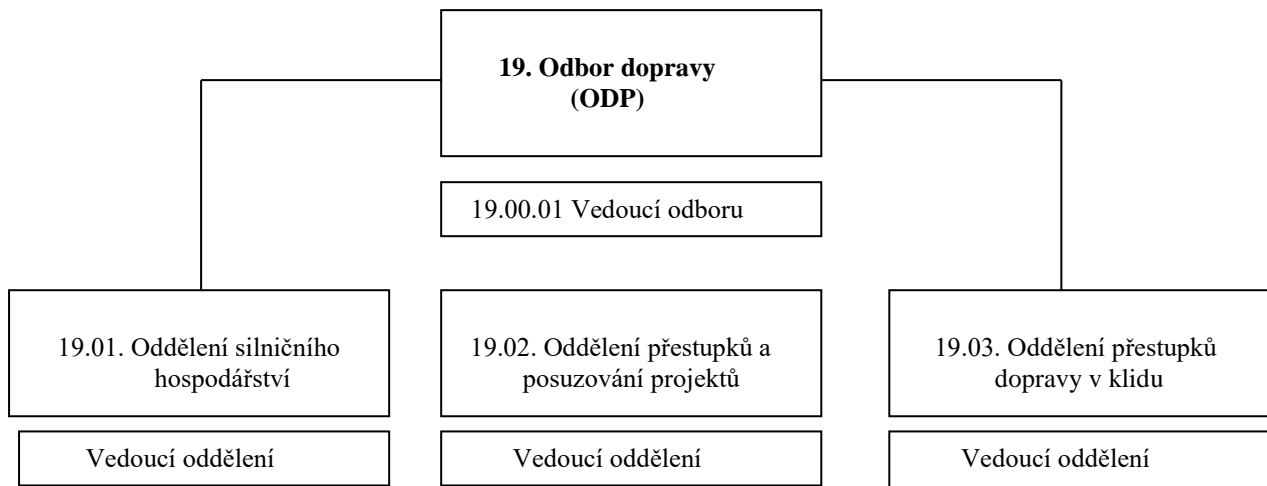 19. Odbor dopravy
(ODP)
19.00.01 Vedoucí odboru
19.01. Oddělení silničního
hospodářství
19.02. Oddělení přestupků a
posuzování projektů
19.03. Oddělení přestupků
dopravy v klidu
Vedoucí oddělení
Vedoucí oddělení
Vedoucí oddělení